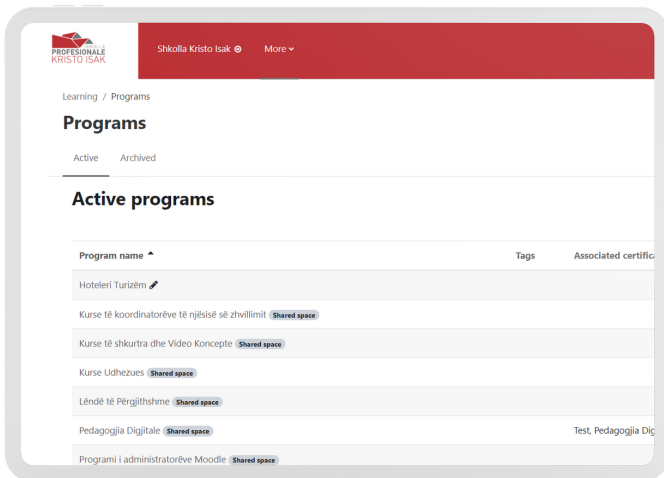 SHKOLLA
PROFESIONALE
KRISTO ISAK
Shkolla Kristo Isak
More
Learning / Programs
Programs
Active Archived
Active programs
Program name Tags Associated certific
Hoteleri Turizëm
Kurse të koordinatorëve të njësisë së zhvillimit Shared space
Kurse të shkurtra dhe Video Koncepte Shared space
Kurse Udhezues Shared space
Lëndë të Përgjithshme Shared space
Pedagogjia Digjitale Shared space Test, Pedagogjia Dig
Programi i administratorëve Moodle Shared space